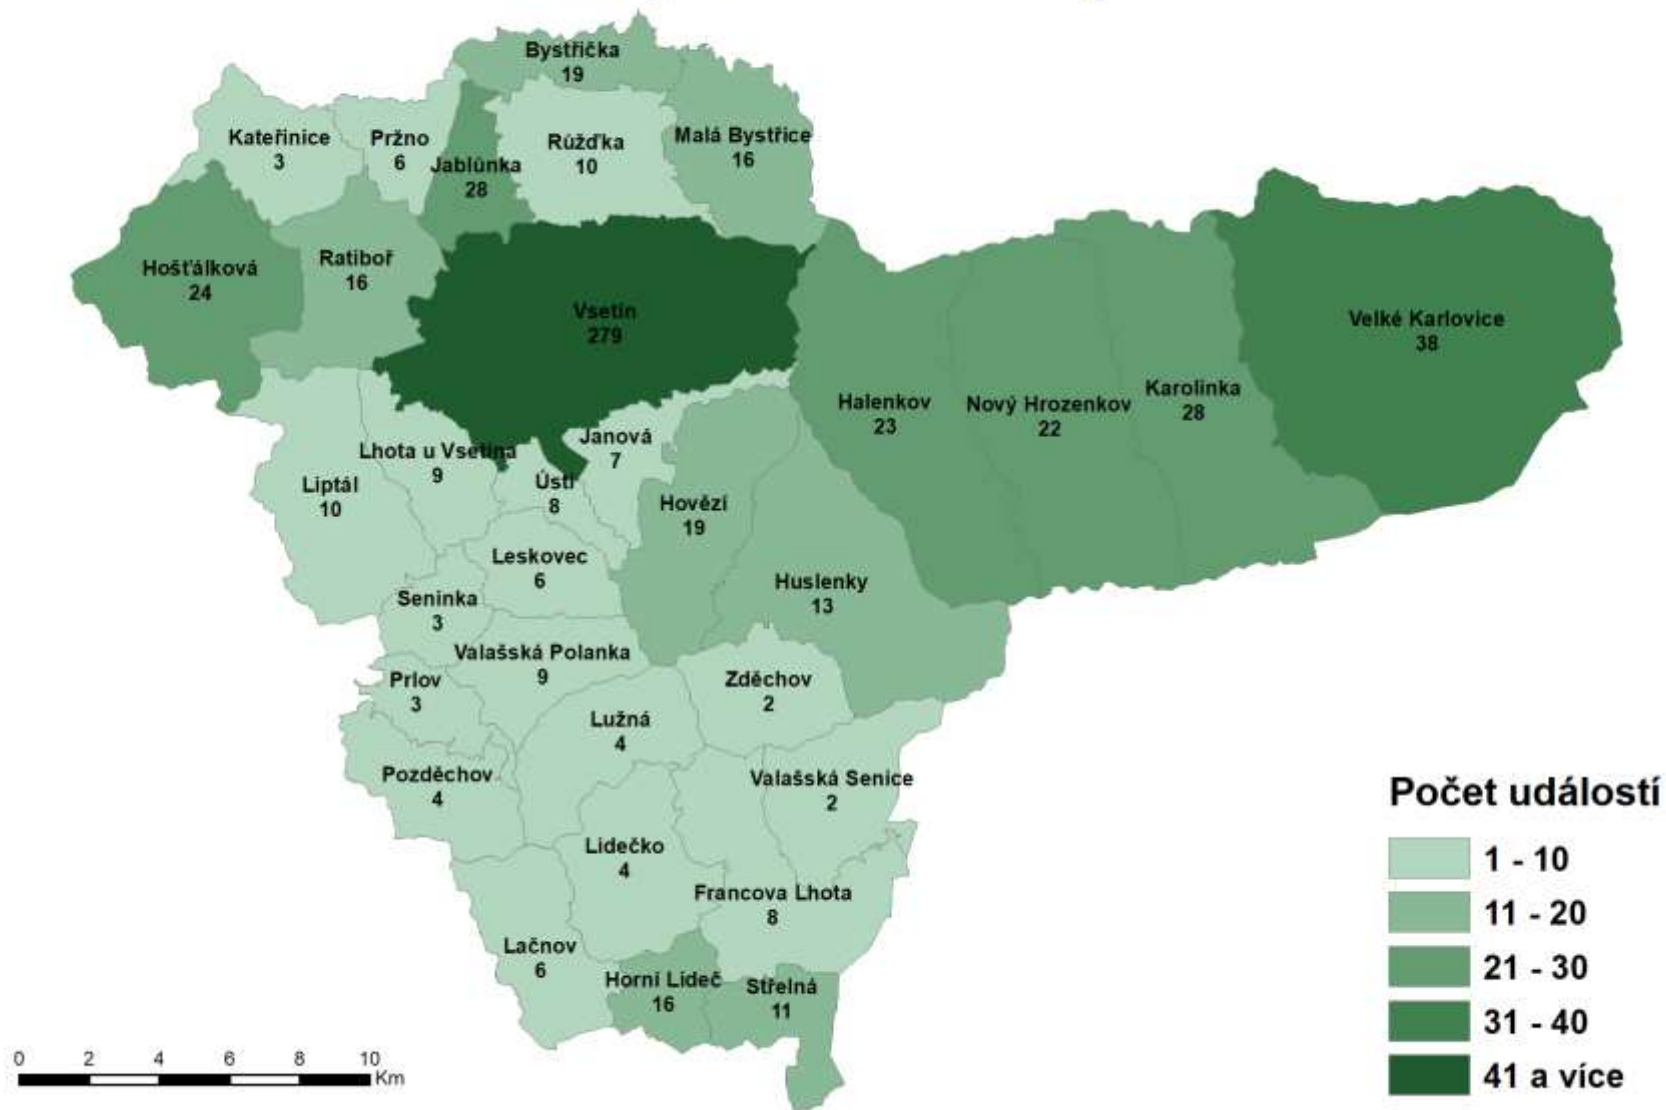 Bystřička
19
Kateřinice
3
Pržno
6
Jablůnka
28
Růžďka
10
Malá Bystřice
16
Hošťálková
24
Ratiboř
16
Vsetín
279
Velké Karlovice
38
Halenkov
23
Nový Hrozenkov
22
Karolinka
28
Lhota u Vsetína
9
Janová
7
Liptál
10
Ústí
8
Hovězí
19
Leskovec
6
Huslenky
13
Seninka
3
Valašská Polanka
9
Prlov
3
Zděchov
2
Lužná
4
Pozděchov
4
Valašská Senice
2
Lidečko
4
Francova Lhota
8
Lačnov
6
Horní Lideč
16
Střelná
11
Počet událostí
1 - 10
11 - 20
21 - 30
31 - 40
41 a více
0 2 4 6 8 10
Km